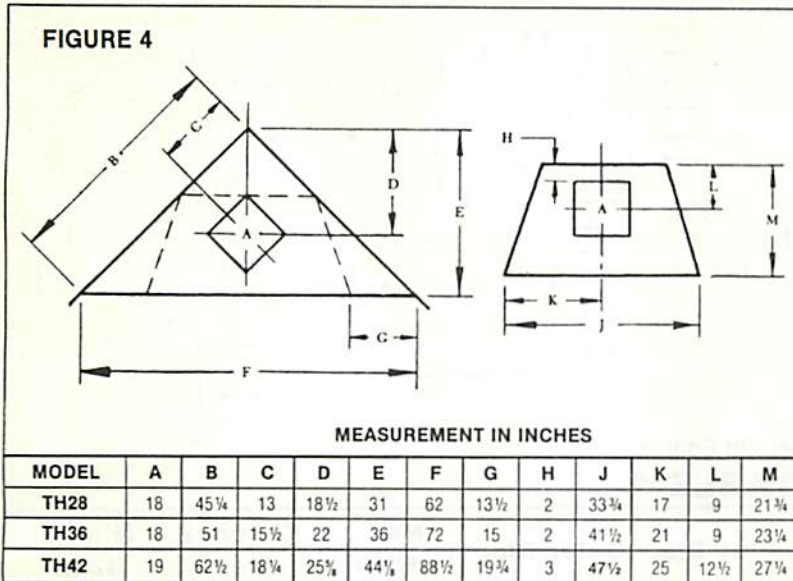 FIGURE 4
B
C
A
D
E
G
F
H
A
L
M
K
J
MEASUREMENT IN INCHES
MODEL A B C D E F G H J K L M
TH28 18 45¼ 13 18½ 31 62 13½ 2 33¾ 17 9 21¾
TH36 18 51 15½ 22 36 72 15 2 41½ 21 9 23¼
TH42 19 62½ 18¼ 25⅝ 44⅛ 88½ 19¾ 3 47½ 25 12½ 27¼